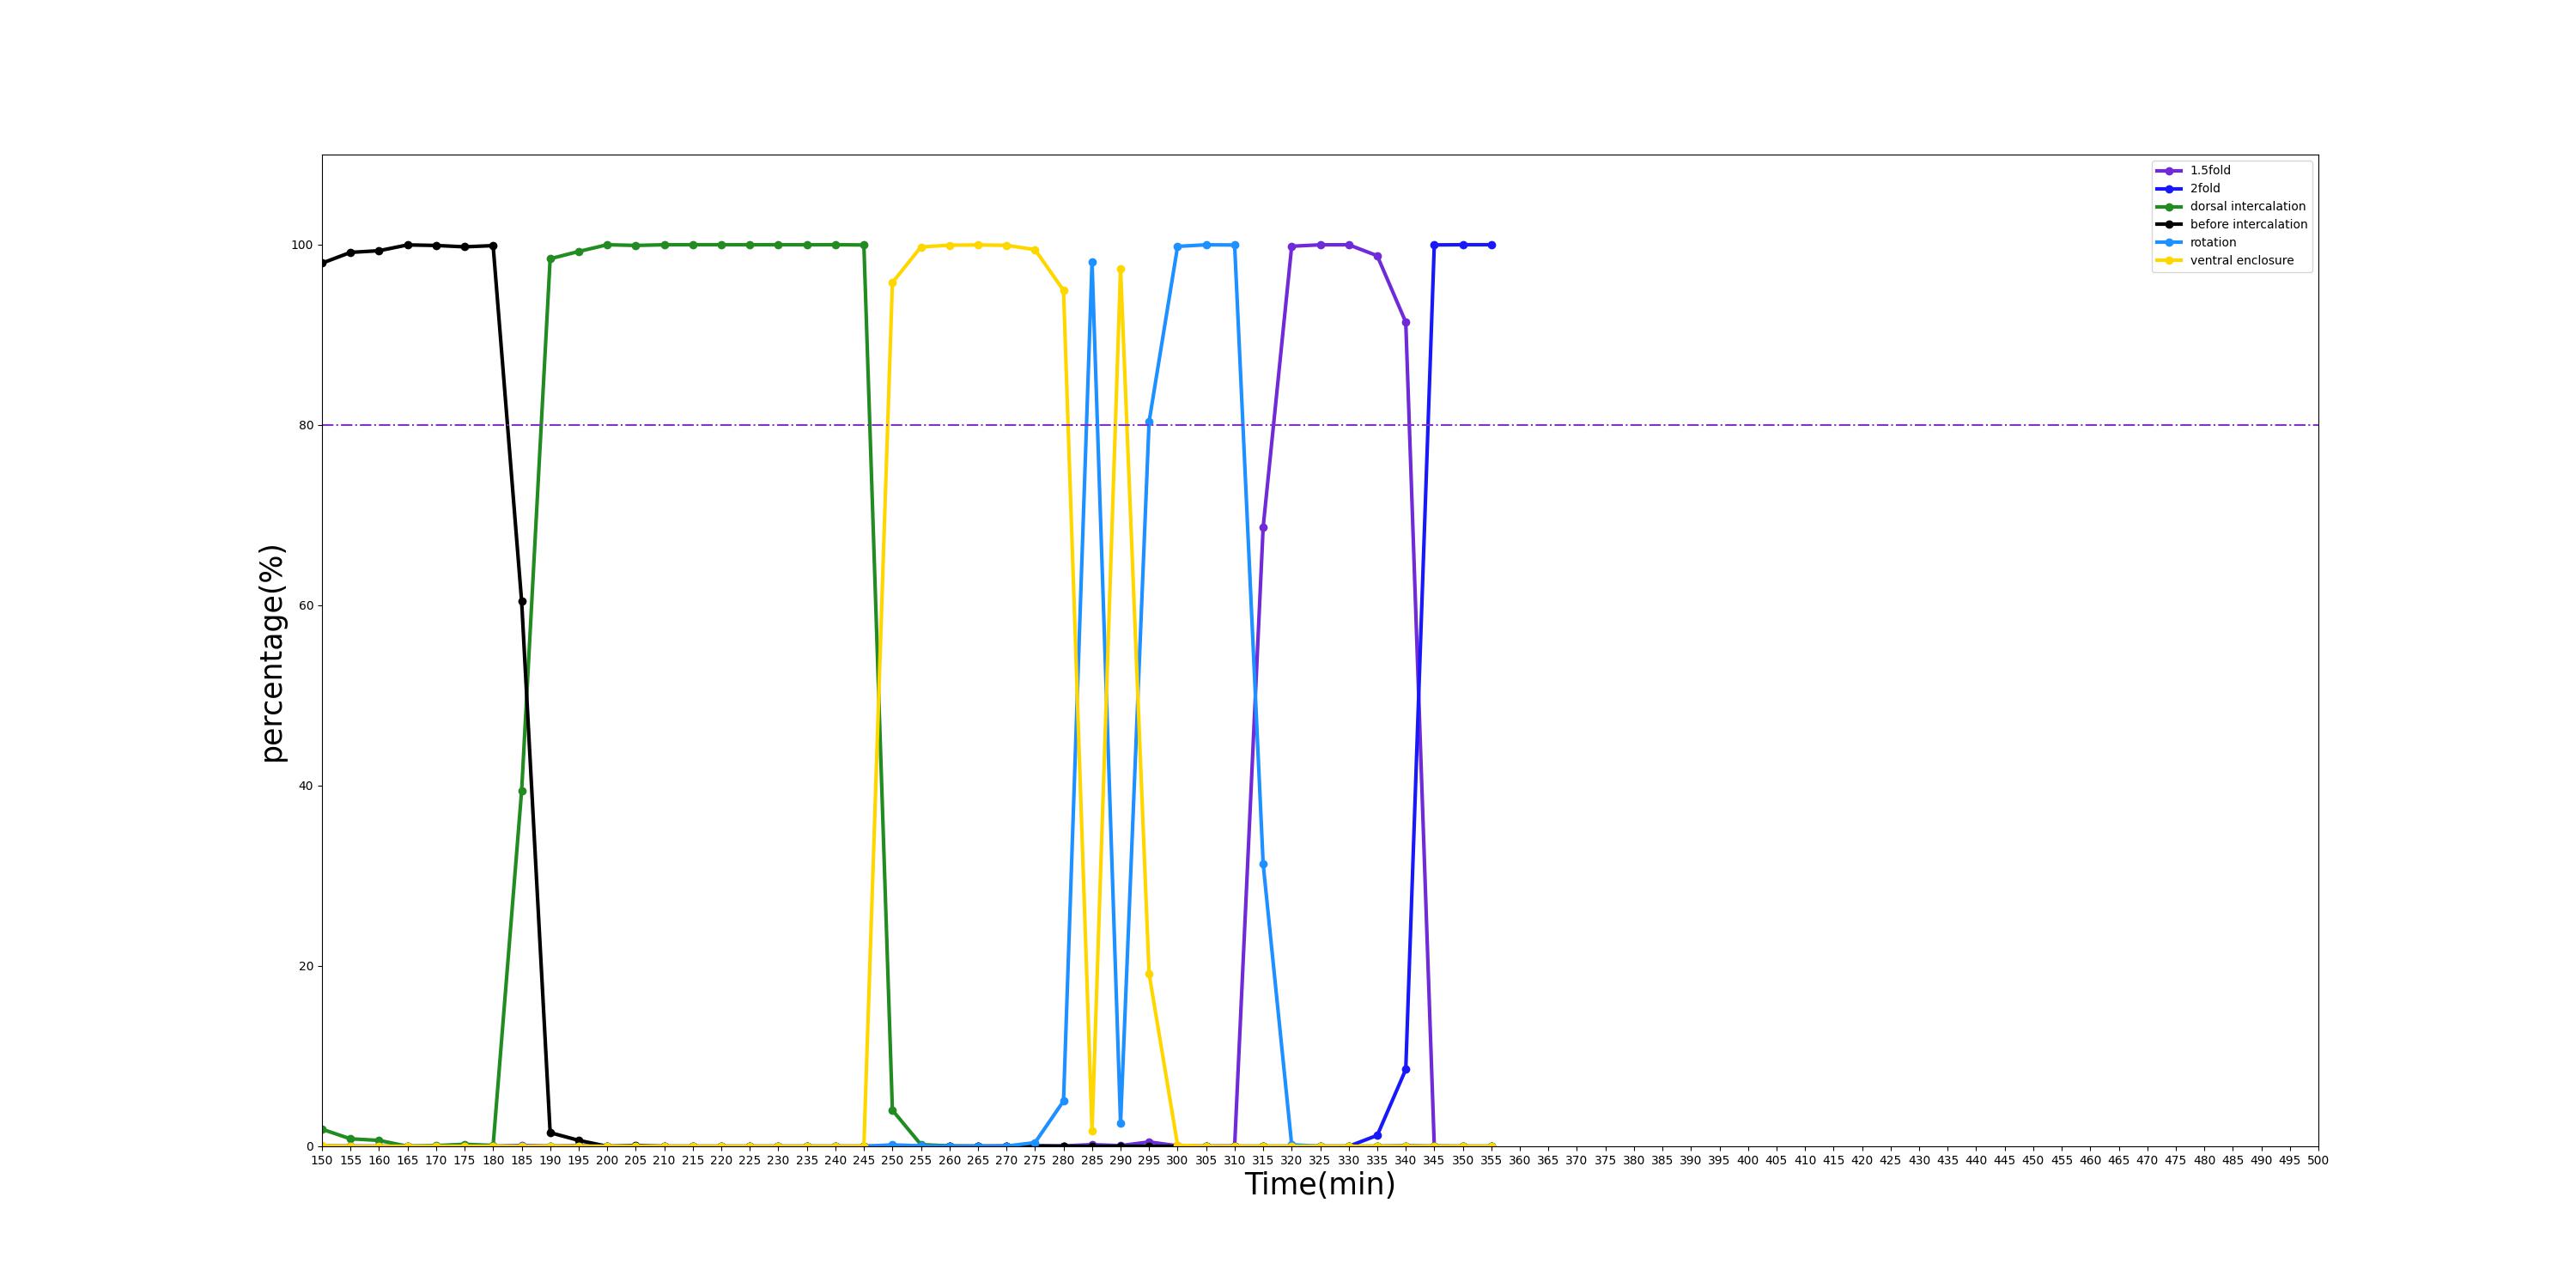 1.5fold
2fold
dorsal intercalation
before intercalation
rotation
ventral enclosure
100
80
60
40
20
0
percentage(%)
150 155 160 165 170 175 180 185 190 195 200 205 210 215 220 225 230 235 240 245 250 255 260 265 270 275 280 285 290 295 300 305 310 315 320 325 330 335 340 345 350 355 360 365 370 375 380 385 390 395 400 405 410 415 420 425 430 435 440 445 450 455 460 465 470 475 480 485 490 495 500
Time(min)